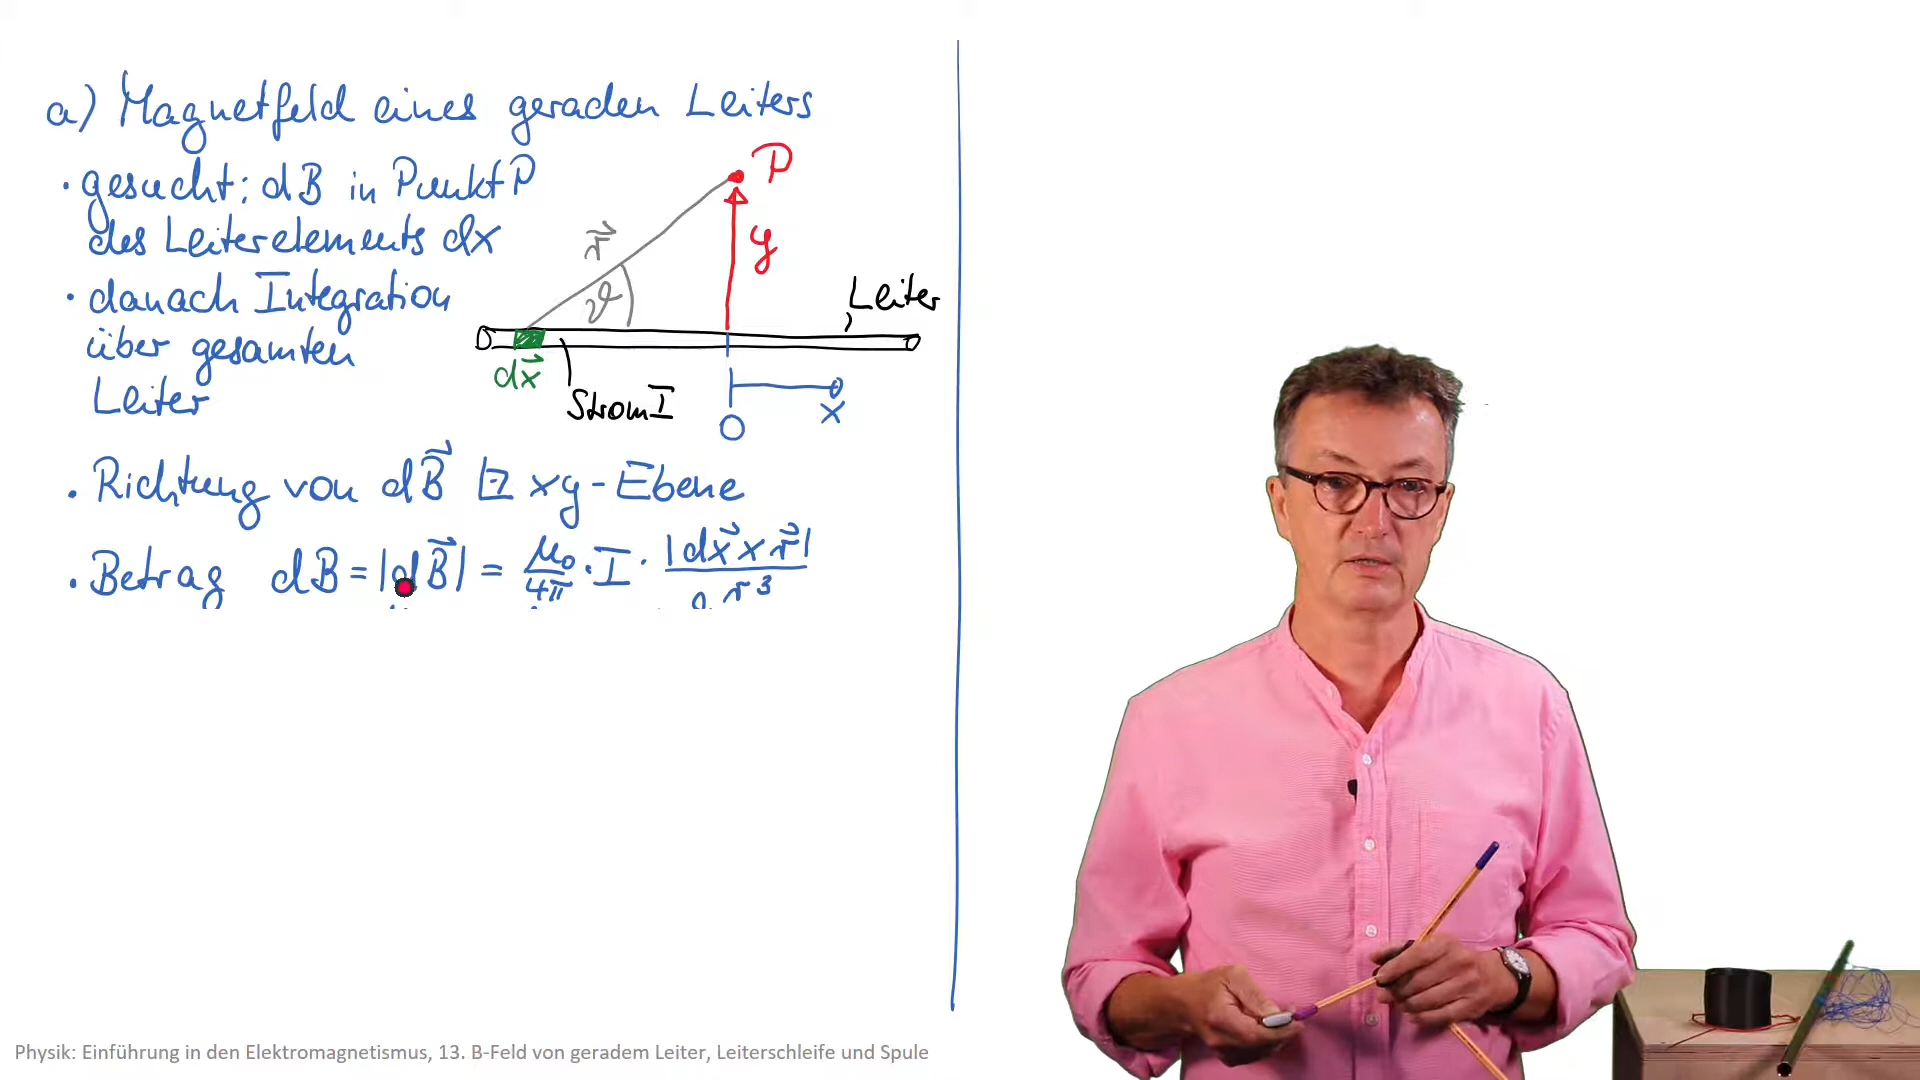 a) Magnetfeld eines geraden Leiters
• gesucht: dB in Punkt P
des Leiterelements dx
• danach Integration
über gesamten
Leiter
P
r⃗
y
ϑ
Leiter
dx⃗
Strom I
0
x
• Richtung von dB⃗ xy-Ebene
• Betrag dB = |dB⃗| = μ₀/4π · I · |dx⃗ × r⃗| / r³
Physik: Einführung in den Elektromagnetismus, 13. B-Feld von geradem Leiter, Leiterschleife und Spule